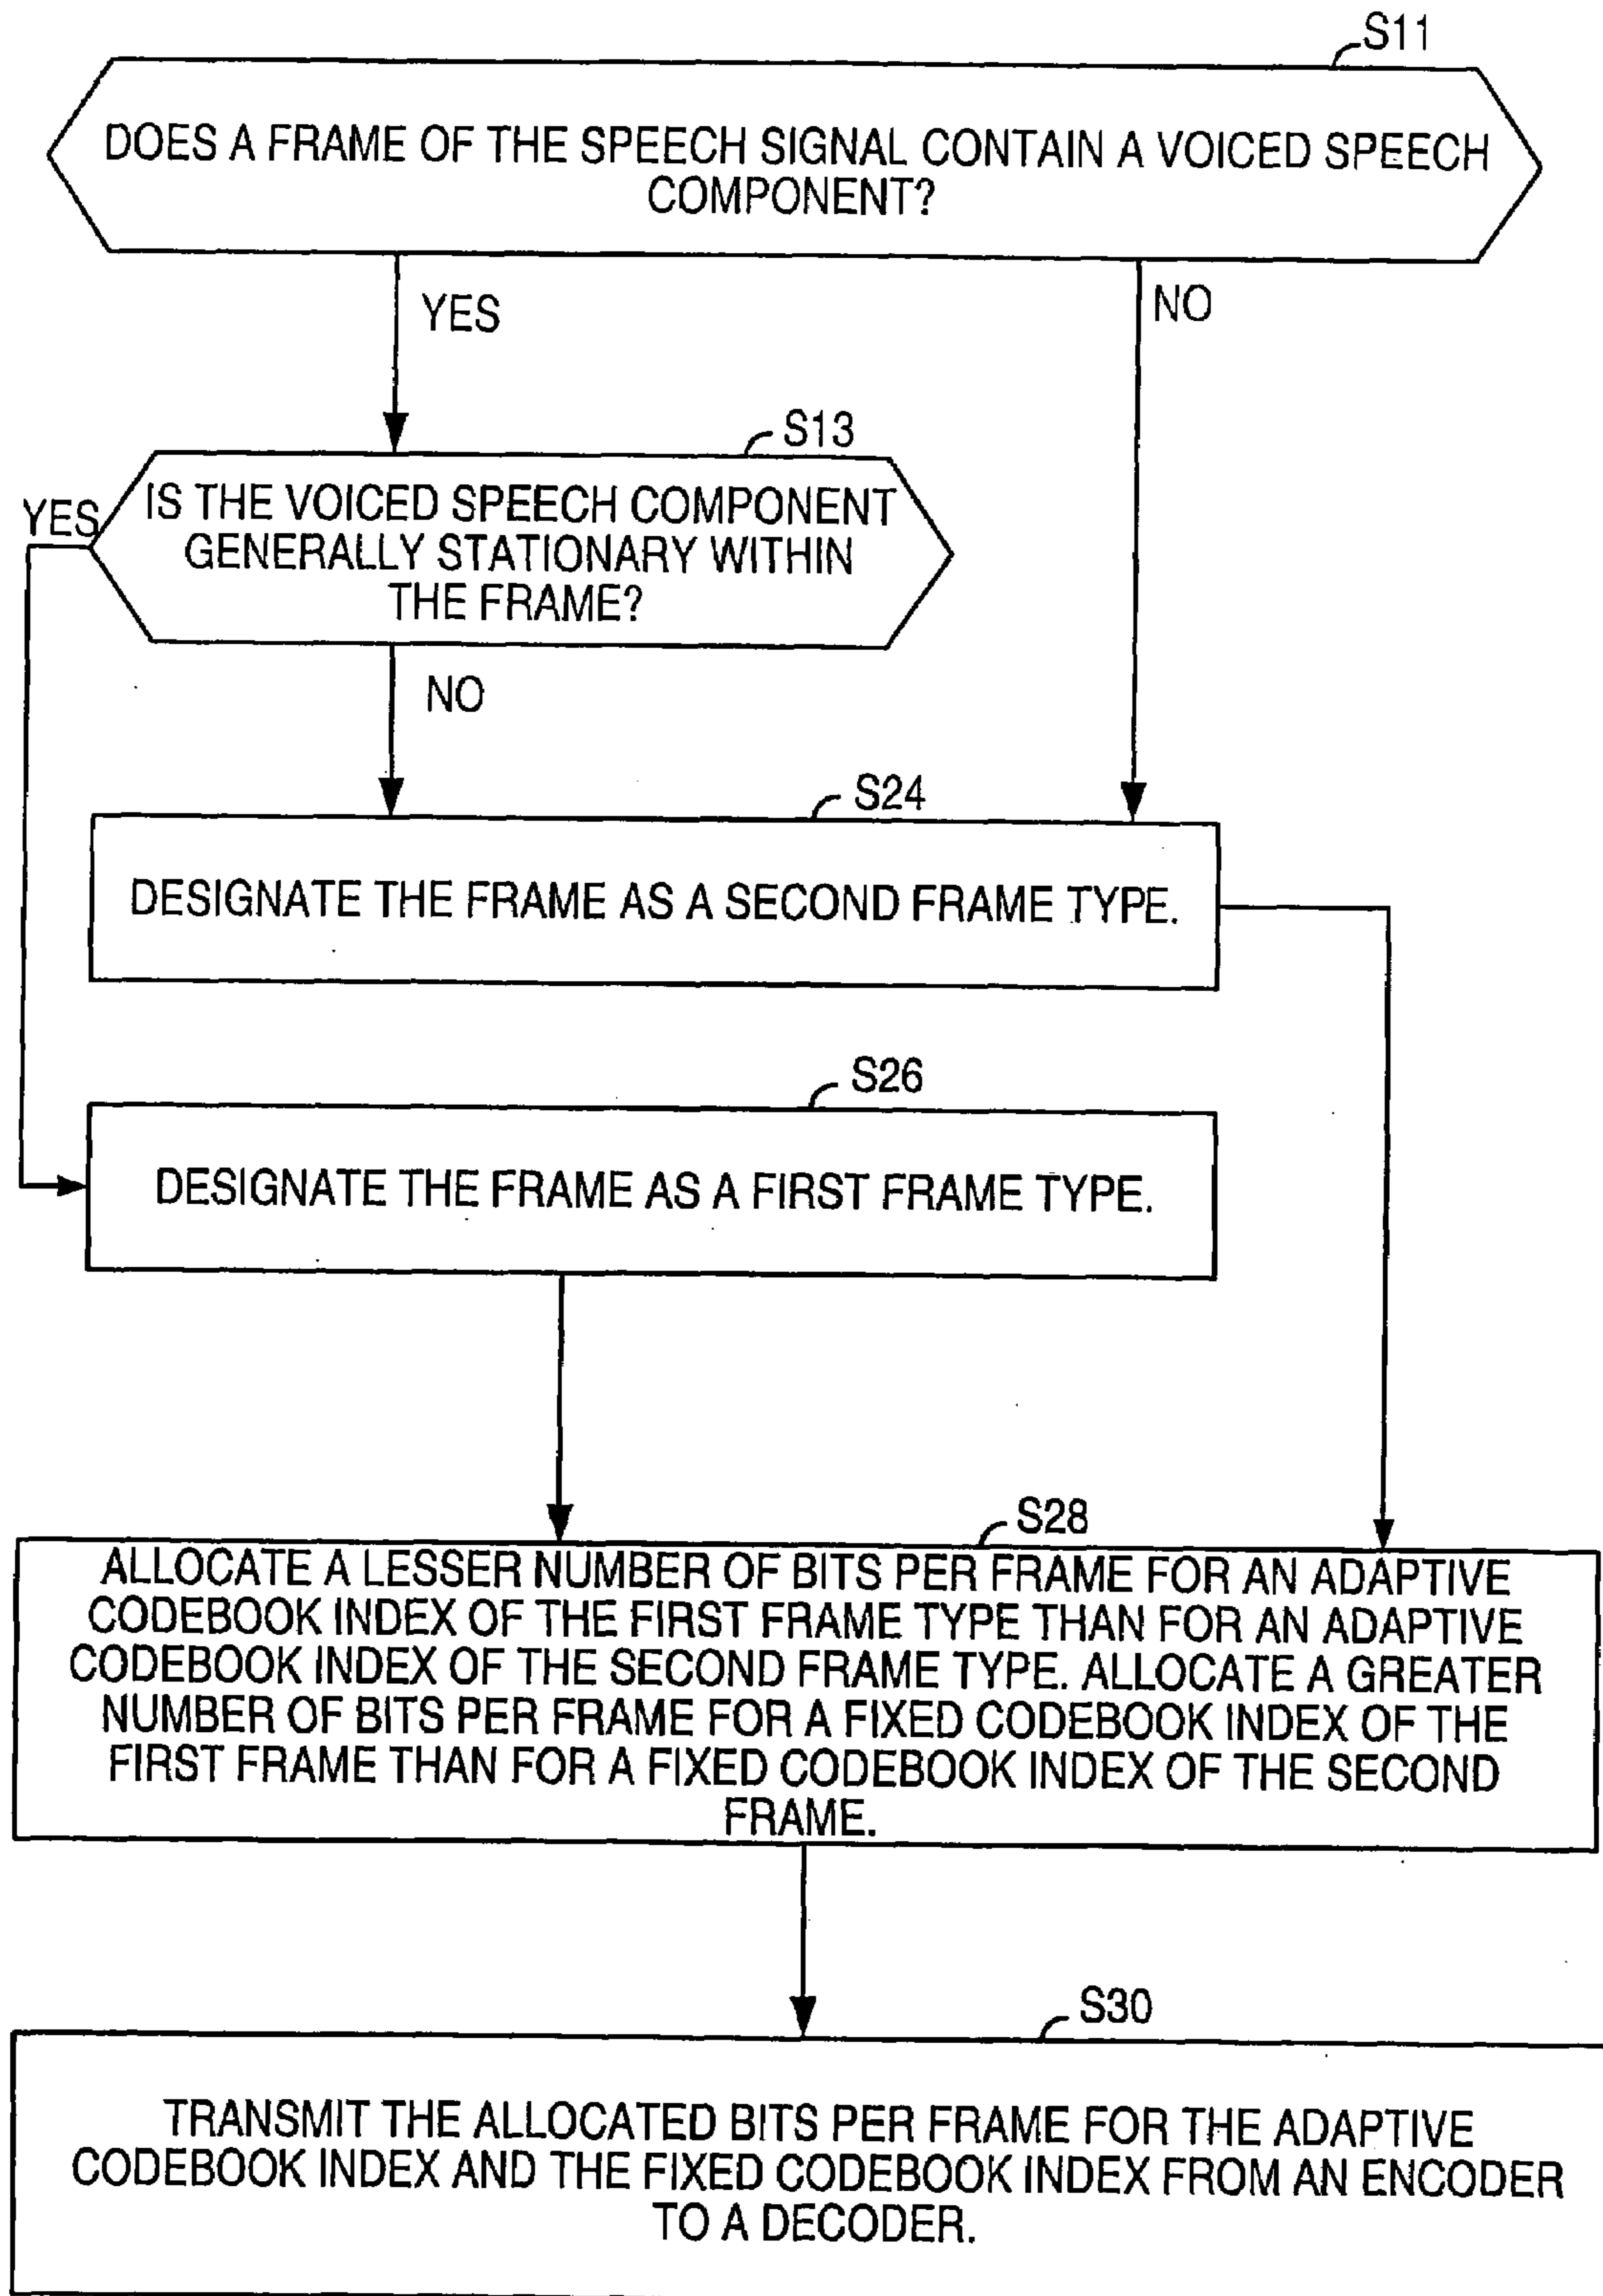 S11
DOES A FRAME OF THE SPEECH SIGNAL CONTAIN A VOICED SPEECH
COMPONENT?
YES
NO
S13
YES
IS THE VOICED SPEECH COMPONENT
GENERALLY STATIONARY WITHIN
THE FRAME?
NO
S24
DESIGNATE THE FRAME AS A SECOND FRAME TYPE.
S26
DESIGNATE THE FRAME AS A FIRST FRAME TYPE.
S28
ALLOCATE A LESSER NUMBER OF BITS PER FRAME FOR AN ADAPTIVE
CODEBOOK INDEX OF THE FIRST FRAME TYPE THAN FOR AN ADAPTIVE
CODEBOOK INDEX OF THE SECOND FRAME TYPE. ALLOCATE A GREATER
NUMBER OF BITS PER FRAME FOR A FIXED CODEBOOK INDEX OF THE
FIRST FRAME THAN FOR A FIXED CODEBOOK INDEX OF THE SECOND
FRAME.
S30
TRANSMIT THE ALLOCATED BITS PER FRAME FOR THE ADAPTIVE
CODEBOOK INDEX AND THE FIXED CODEBOOK INDEX FROM AN ENCODER
TO A DECODER.